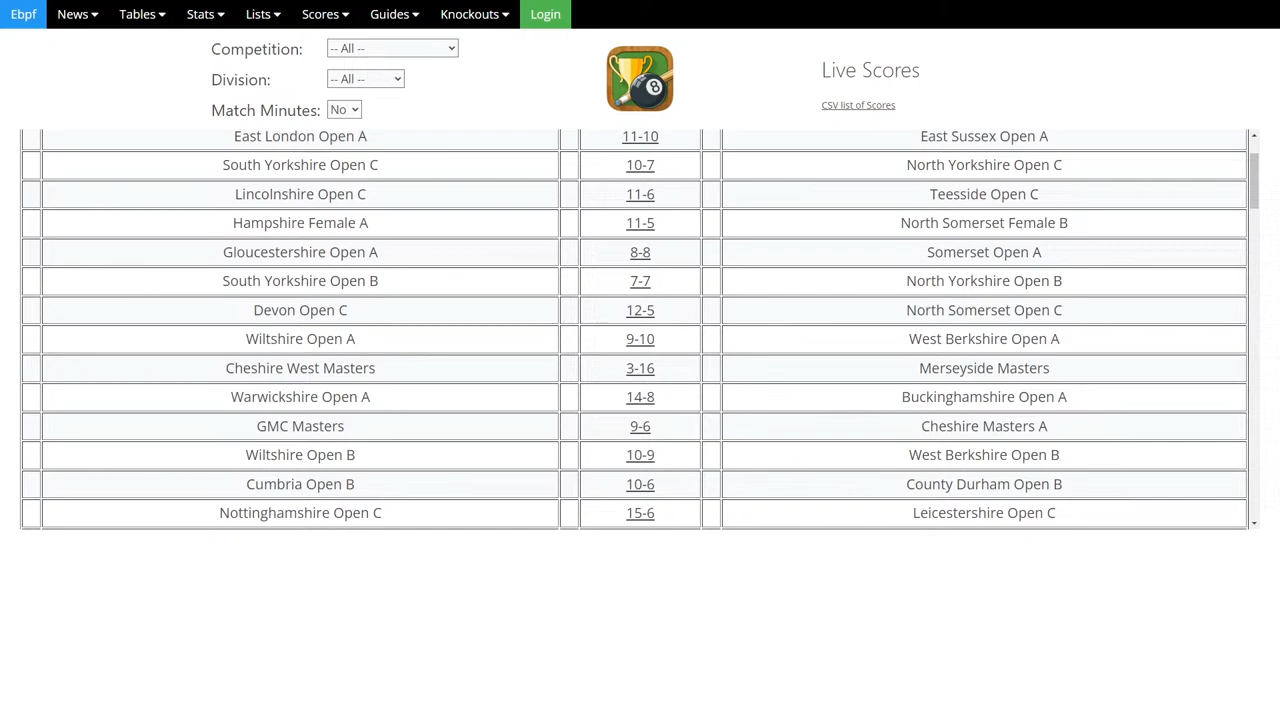 Ebpf News Tables Stats Lists Scores Guides Knockouts Login
Competition: -- All --
Division: -- All --
Match Minutes: No
8
Live Scores
CSV list of Scores
East London Open A 11-10 East Sussex Open A
South Yorkshire Open C 10-7 North Yorkshire Open C
Lincolnshire Open C 11-6 Teesside Open C
Hampshire Female A 11-5 North Somerset Female B
Gloucestershire Open A 8-8 Somerset Open A
South Yorkshire Open B 7-7 North Yorkshire Open B
Devon Open C 12-5 North Somerset Open C
Wiltshire Open A 9-10 West Berkshire Open A
Cheshire West Masters 3-16 Merseyside Masters
Warwickshire Open A 14-8 Buckinghamshire Open A
GMC Masters 9-6 Cheshire Masters A
Wiltshire Open B 10-9 West Berkshire Open B
Cumbria Open B 10-6 County Durham Open B
Nottinghamshire Open C 15-6 Leicestershire Open C